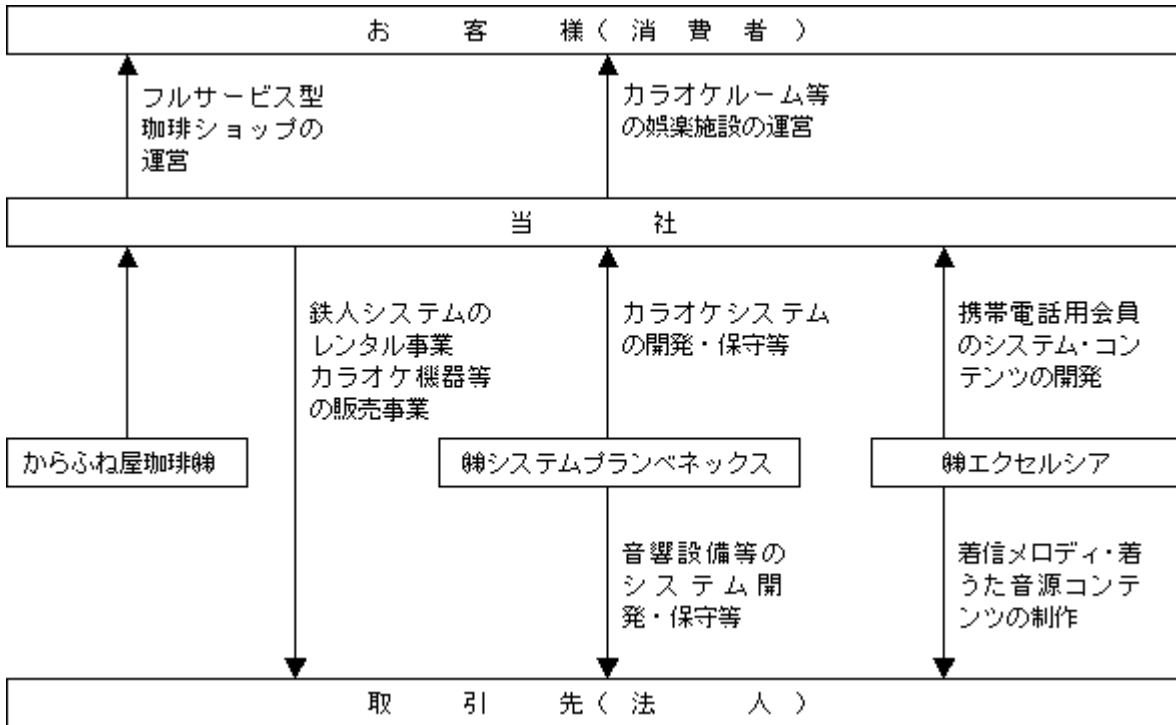 お客様(消費者)
フルサービス型
珈琲ショップの
運営
カラオケルーム等
の娯楽施設の運営
当社
鉄人システムの
レンタル事業
カラオケ機器等
の販売事業
カラオケシステム
の開発・保守等
携帯電話用会員
のシステム・コン
テンツの開発
からふね屋珈琲㈱
㈱システムプランベネックス
㈱エクセルシア
音響設備等の
システム開
発・保守等
着信メロディ・着
うた音源コンテ
ンツの制作
取引先(法人)